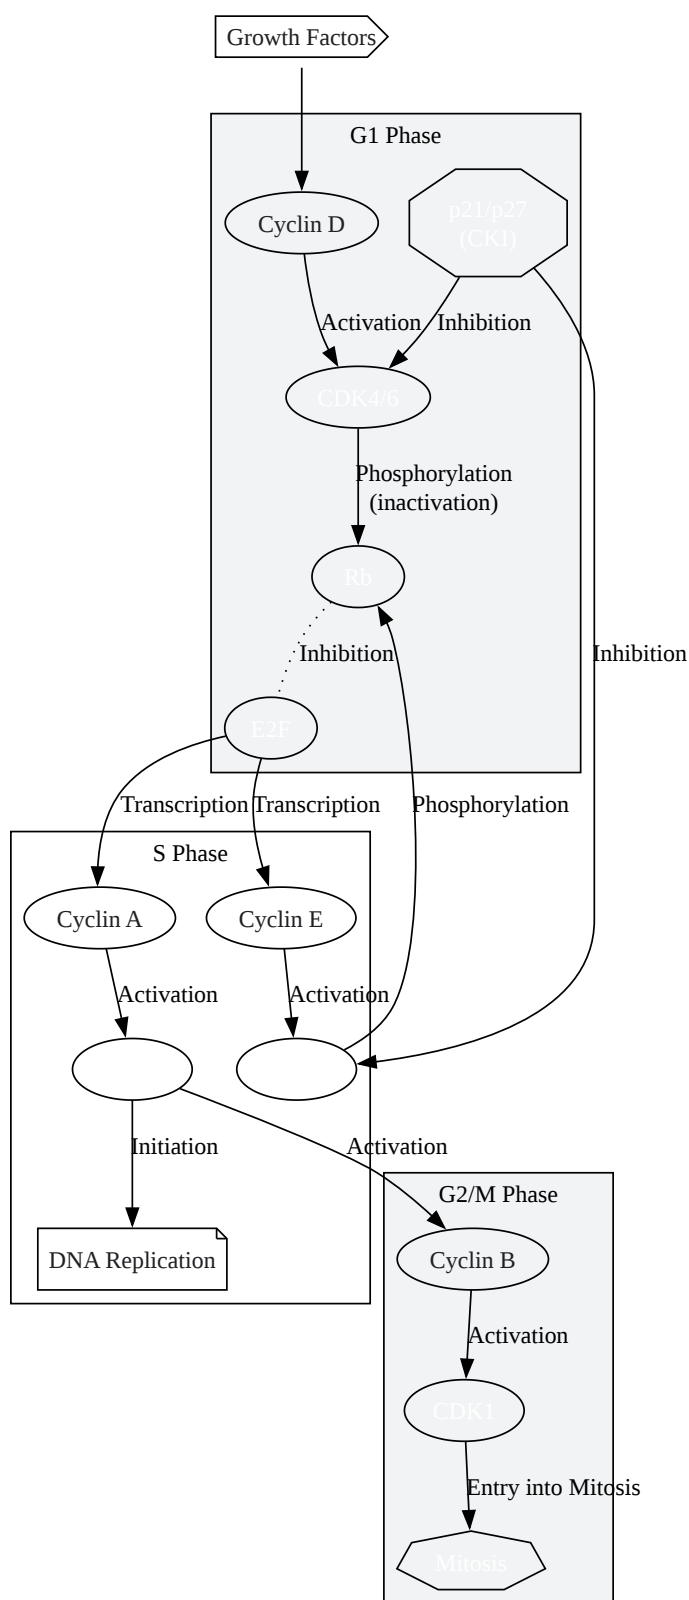 Growth Factors
G1 Phase
p21/p27
(CKI)
Cyclin D
Activation
Inhibition
CDK4/6
Phosphorylation
(inactivation)
Rb
Inhibition
Inhibition
E2F
Transcription
Transcription
Phosphorylation
S Phase
Cyclin A
Cyclin E
Activation
Activation
Initiation
Activation
G2/M Phase
DNA Replication
Cyclin B
Activation
CDK1
Entry into Mitosis
Mitosis